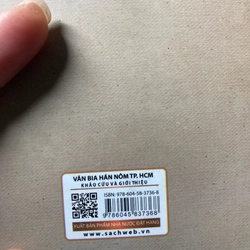 VĂN BIA HÁN NÔM TP. HCM
KHẢO CỨU VÀ GIỚI THIỆU
ISBN: 978-604-58-3736-8
9786045837368
XUẤT BẢN PHẨM NHÀ NƯỚC ĐẶT HÀNG
www.sachweb.vn